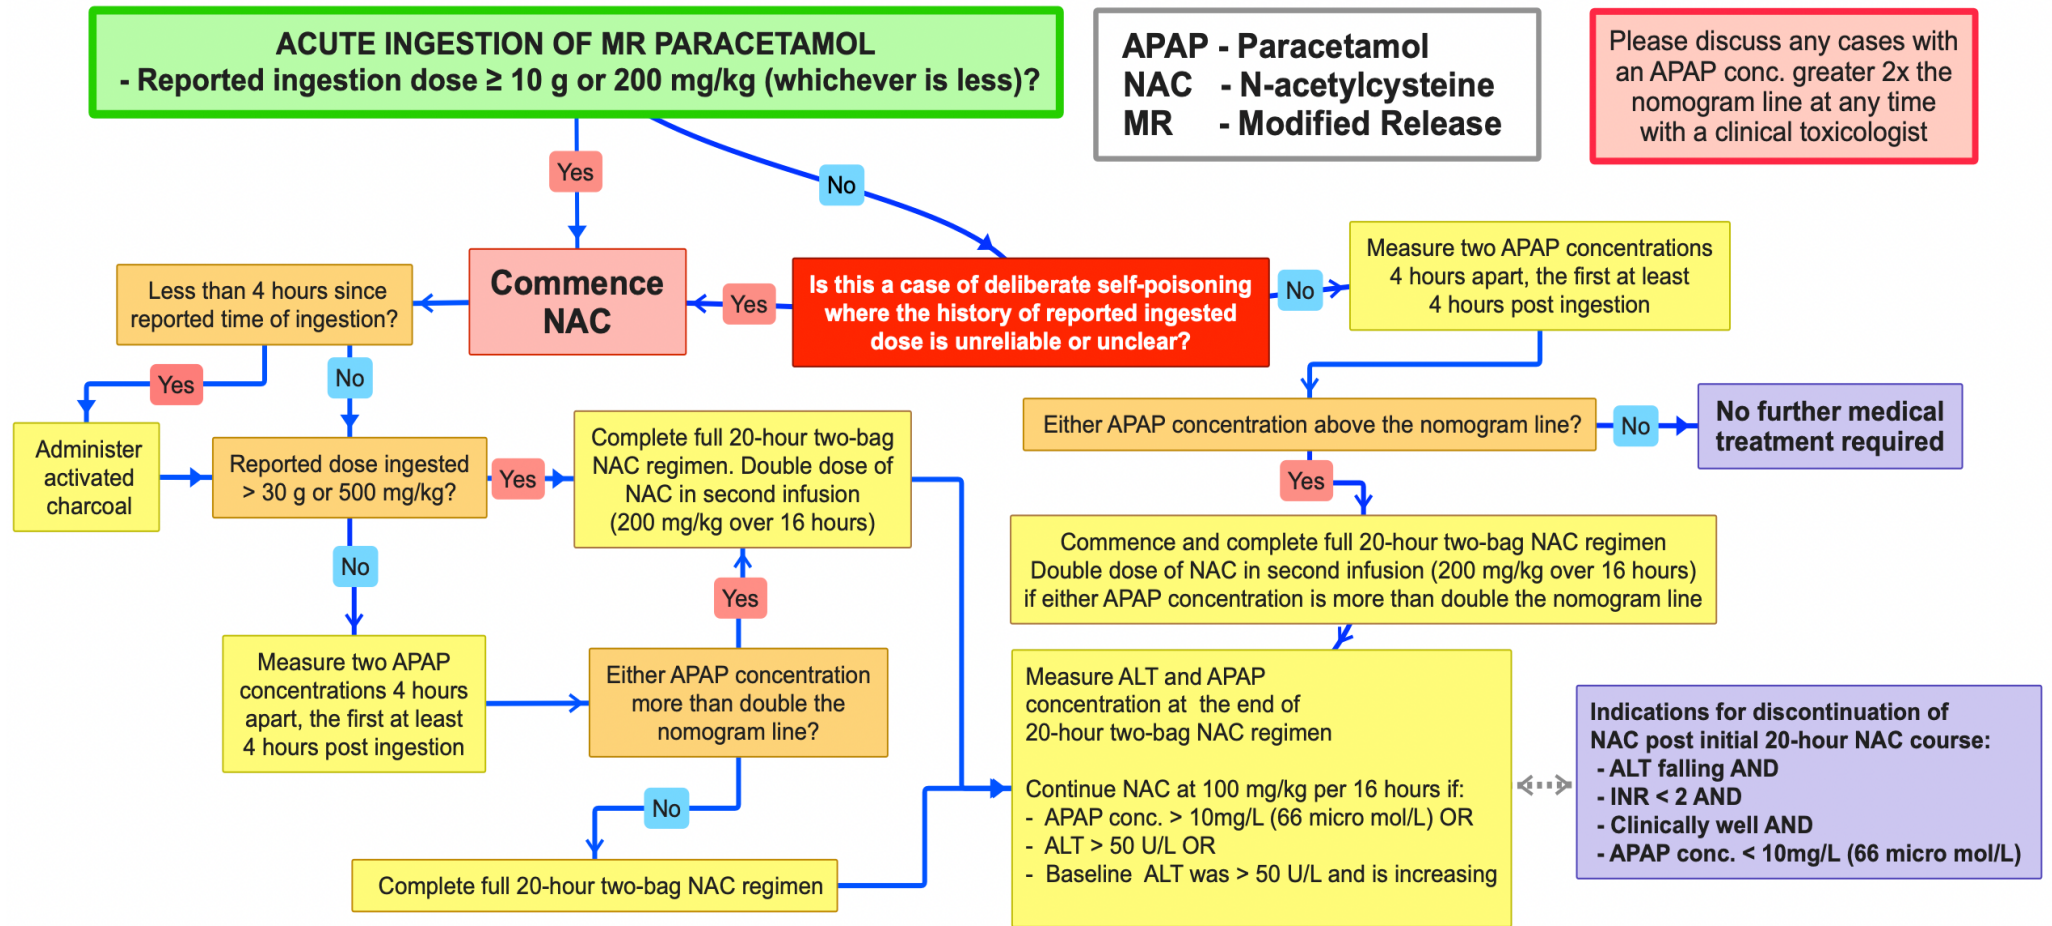 ACUTE INGESTION OF MR PARACETAMOL
- Reported ingestion dose ≥ 10 g or 200 mg/kg (whichever is less)?
APAP - Paracetamol
NAC - N-acetylcysteine
MR - Modified Release
Please discuss any cases with
an APAP conc. greater 2x the
nomogram line at any time
with a clinical toxicologist
Yes
No
Less than 4 hours since
reported time of ingestion?
Commence
NAC
Yes
Is this a case of deliberate self-poisoning
where the history of reported ingested
dose is unreliable or unclear?
No
Measure two APAP concentrations
4 hours apart, the first at least
4 hours post ingestion
Yes
No
Administer
activated
charcoal
Reported dose ingested
> 30 g or 500 mg/kg?
Yes
Complete full 20-hour two-bag
NAC regimen. Double dose of
NAC in second infusion
(200 mg/kg over 16 hours)
Either APAP concentration above the nomogram line?
No
No further medical
treatment required
Yes
No
Yes
Commence and complete full 20-hour two-bag NAC regimen
Double dose of NAC in second infusion (200 mg/kg over 16 hours)
if either APAP concentration is more than double the nomogram line
Measure two APAP
concentrations 4 hours
apart, the first at least
4 hours post ingestion
Either APAP concentration
more than double the
nomogram line?
No
Complete full 20-hour two-bag NAC regimen
Measure ALT and APAP
concentration at the end of
20-hour two-bag NAC regimen
Continue NAC at 100 mg/kg per 16 hours if:
- APAP conc. > 10mg/L (66 micro mol/L) OR
- ALT > 50 U/L OR
- Baseline ALT was > 50 U/L and is increasing
Indications for discontinuation of
NAC post initial 20-hour NAC course:
- ALT falling AND
- INR < 2 AND
- Clinically well AND
- APAP conc. < 10mg/L (66 micro mol/L)